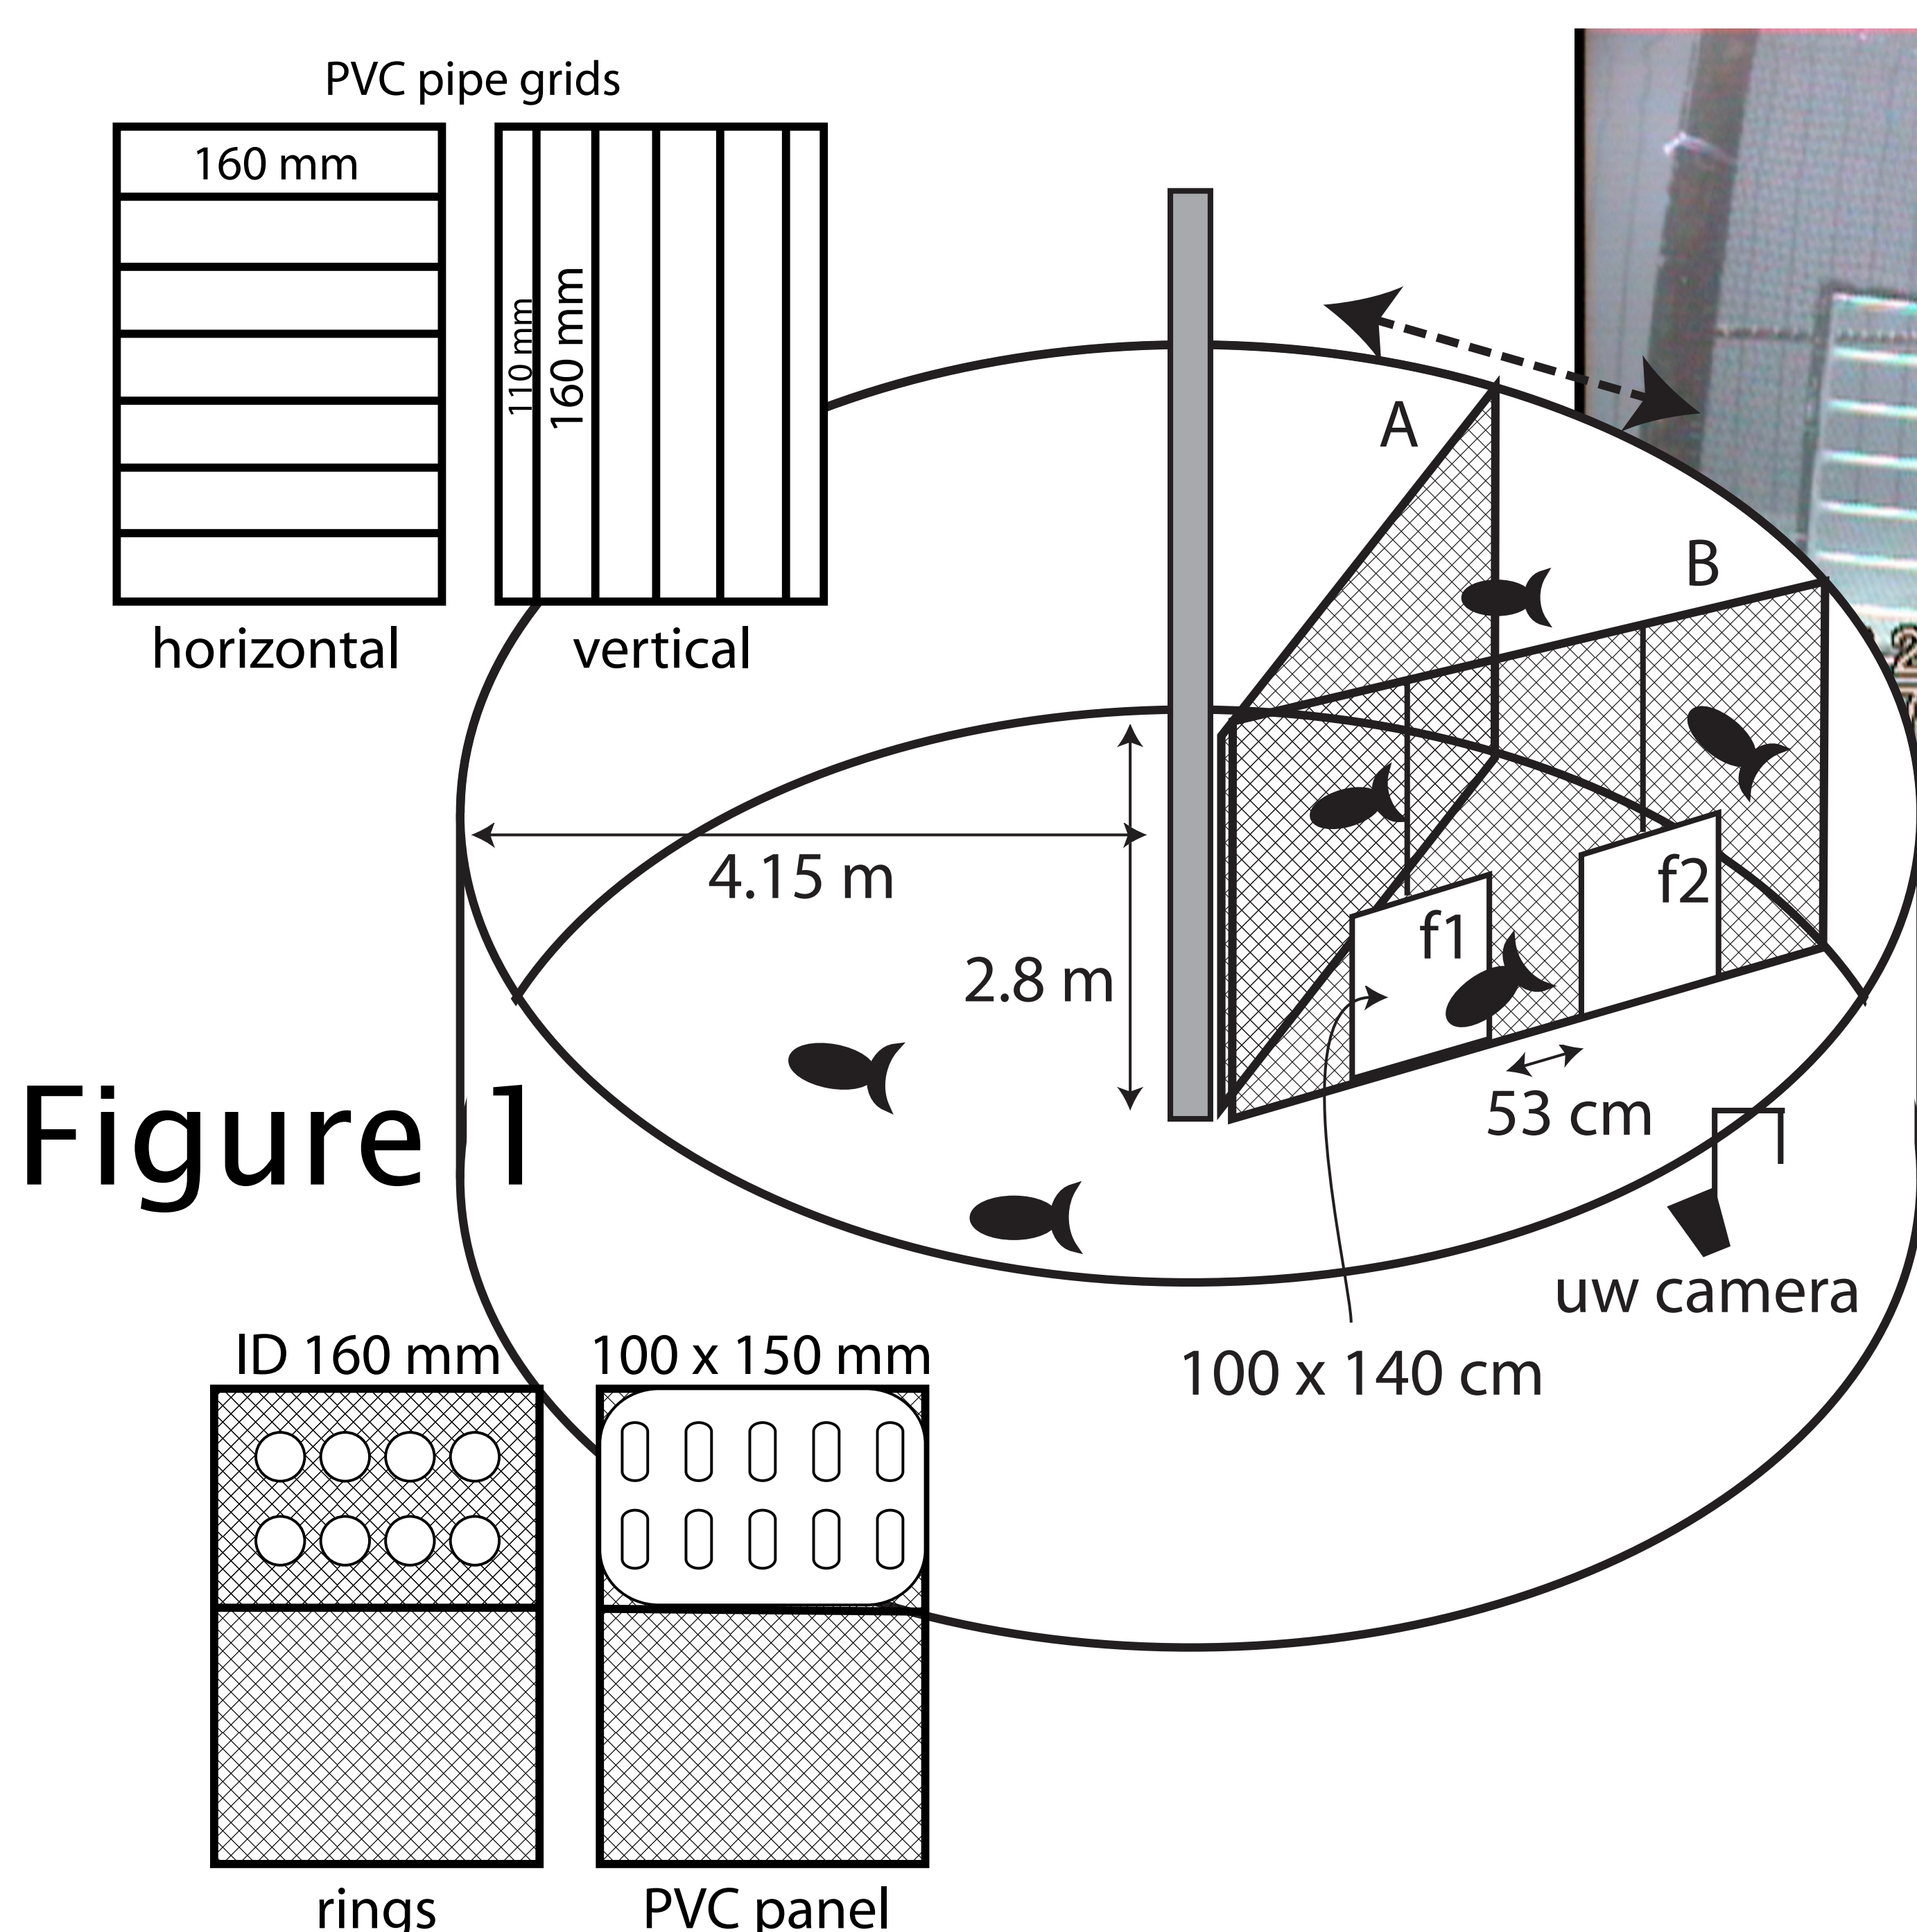 PVC pipe grids
160 mm
110 mm
160 mm
horizontal
vertical
A
B
4.15 m
2.8 m
f1
f2
53 cm
Figure 1
uw camera
100 x 140 cm
ID 160 mm
100 x 150 mm
rings
PVC panel